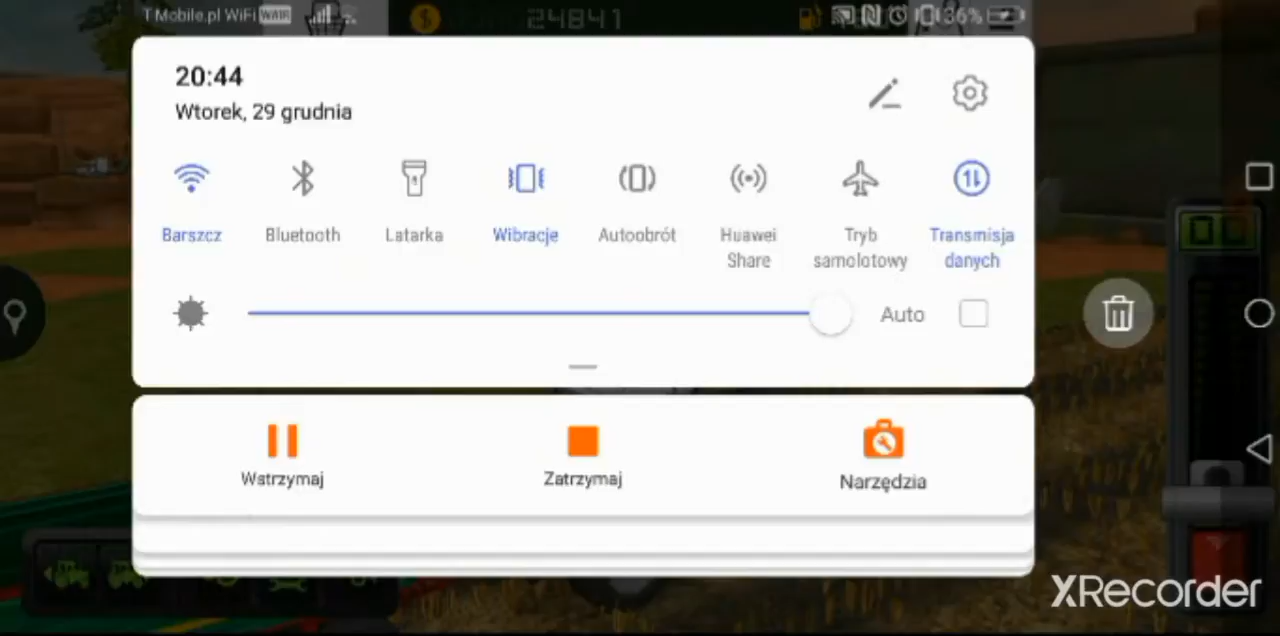 T Mobile.pl WiFi
24841
36%
20:44
Wtorek, 29 grudnia
Barszcz
Bluetooth
Latarka
Wibracje
Autoobrót
Huawei
Share
Tryb
samolotowy
Transmisja
danych
Auto
Wstrzymaj
Zatrzymaj
Narzędzia
XRecorder